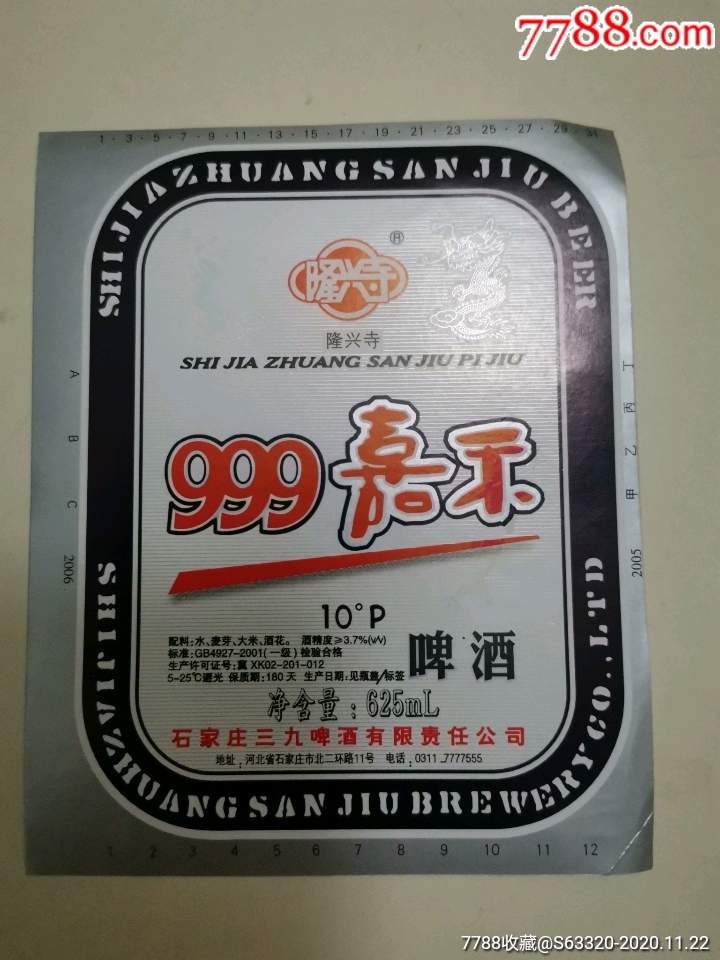 7788.com
1 · 3 · 5 · 7 · 9 · 11 · 13 · 15 · 17 · 19 · 21 · 23 · 25 · 27 · 29 · 31
SHIJIAZHUANG SAN JIU BEER
隆兴寺 ®
隆兴寺
SHI JIA ZHUANG SAN JIU PI JIU
999嘉禾
10°P
配料:水、麦芽、大米、酒花。 酒精度≥3.7%(v/v)
标准:GB4927-2001(一级)检验合格
生产许可证号:冀 XK02-201-012
5-25℃避光 保质期:180 天 生产日期:见瓶盖/标签
啤酒
净含量:625mL
石家庄三九啤酒有限责任公司
地址:河北省石家庄市北二环路11号 电话:0311-7777555
SHIJIAZHUANG SAN JIU BREWERY CO.,LTD
A B C 2006
2005 甲 乙 丙 丁
1 2 3 4 5 6 7 8 9 10 11 12
7788收藏@S63320-2020.11.22